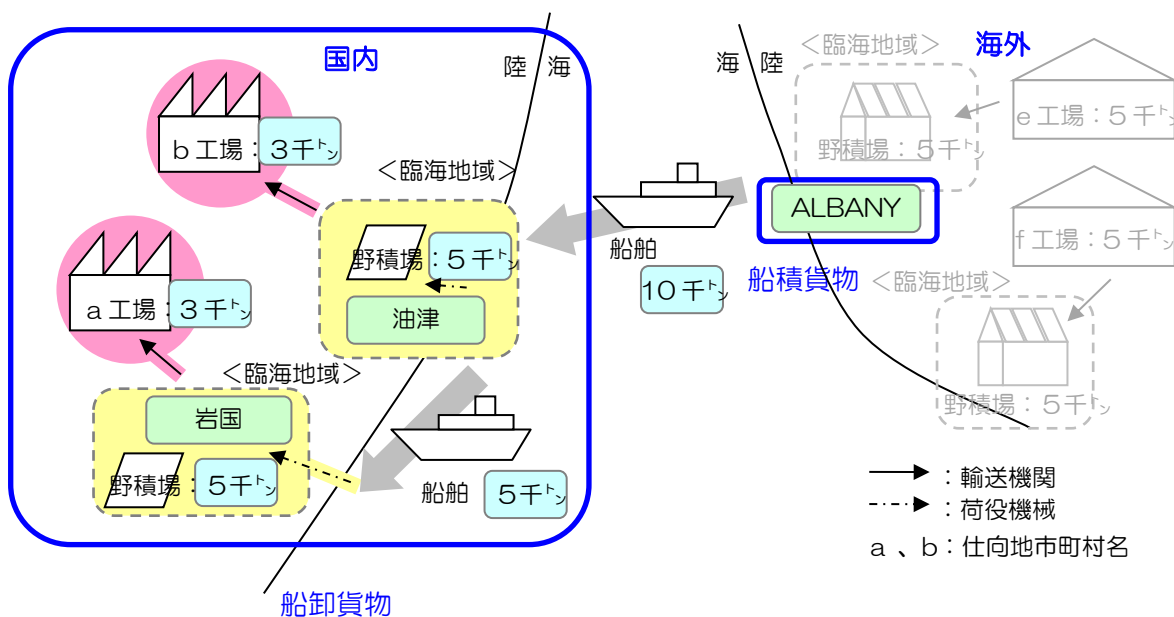 国内
陸 海
b工場:3千トン
<臨海地域>
野積場:5千トン
油津
a工場:3千トン
<臨海地域>
岩国
野積場:5千トン
船舶
5千トン
船卸貨物
船舶
10千トン
海 陸
<臨海地域>
海外
野積場:5千トン
e工場:5千トン
ALBANY
船積貨物
f工場:5千トン
<臨海地域>
野積場:5千トン
:輸送機関
:荷役機械
a 、b:仕向地市町村名